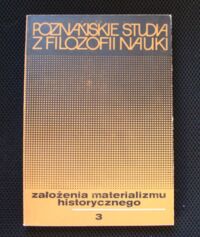 POZNAŃSKIE STUDIA
Z FILOZOFII NAUKI
założenia materializmu
historycznego
3